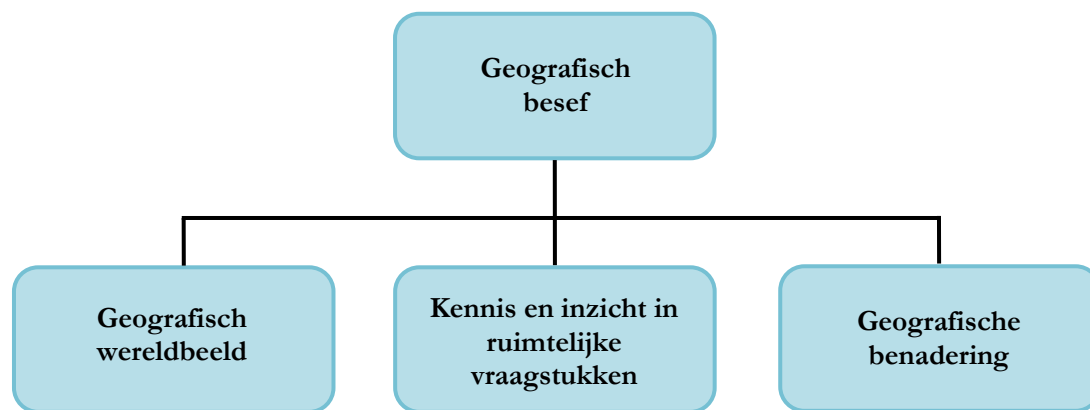 Geografisch
besef
Geografisch
wereldbeeld
Kennis en inzicht in
ruimtelijke
vraagstukken
Geografische
benadering